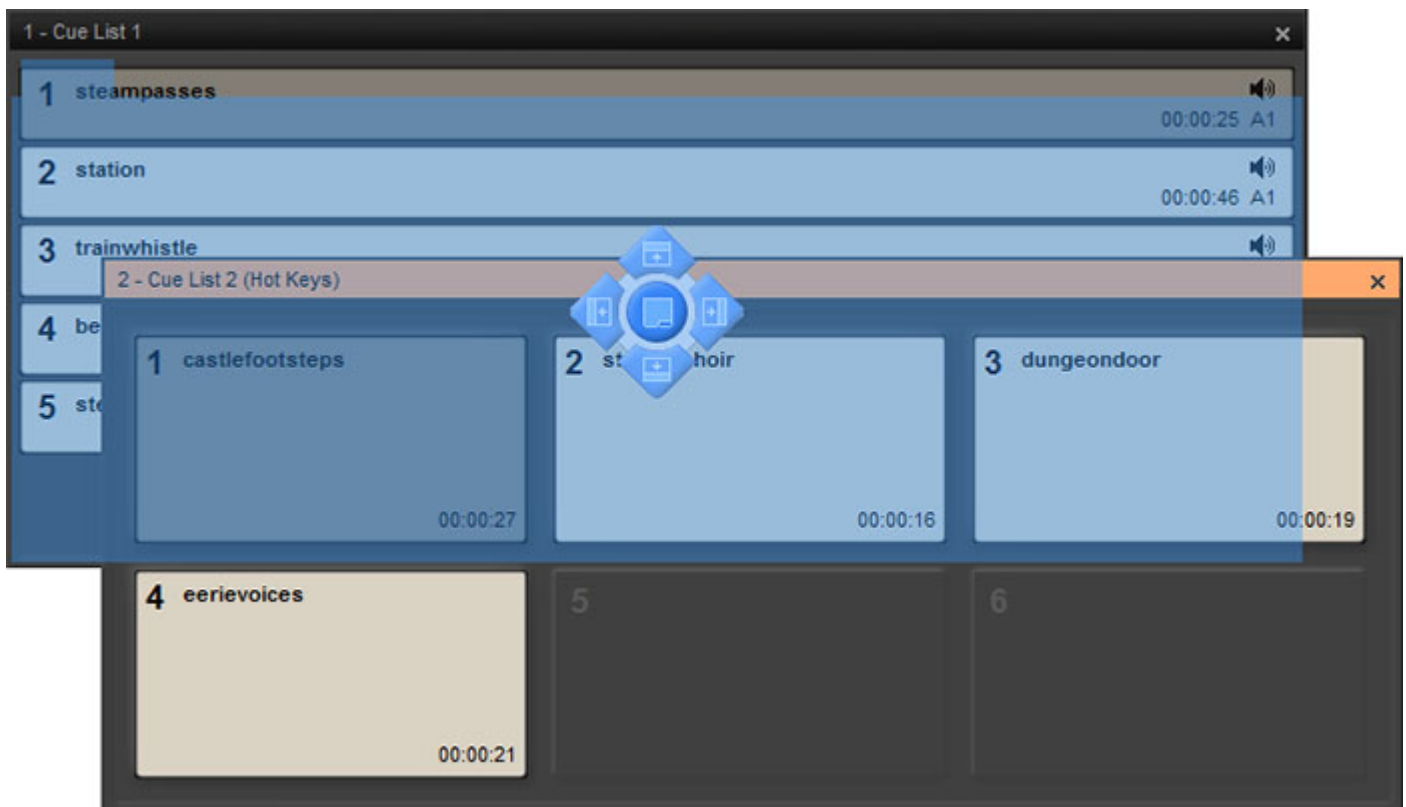 1 - Cue List 1
1 steampasses
00:00:25 A1
2 station
00:00:46 A1
3 trainwhistle
2 - Cue List 2 (Hot Keys)
4
5
1 castlefootsteps
00:00:27
2
00:00:16
3 dungeondoor
00:00:19
4 eerievoices
00:00:21
5
6